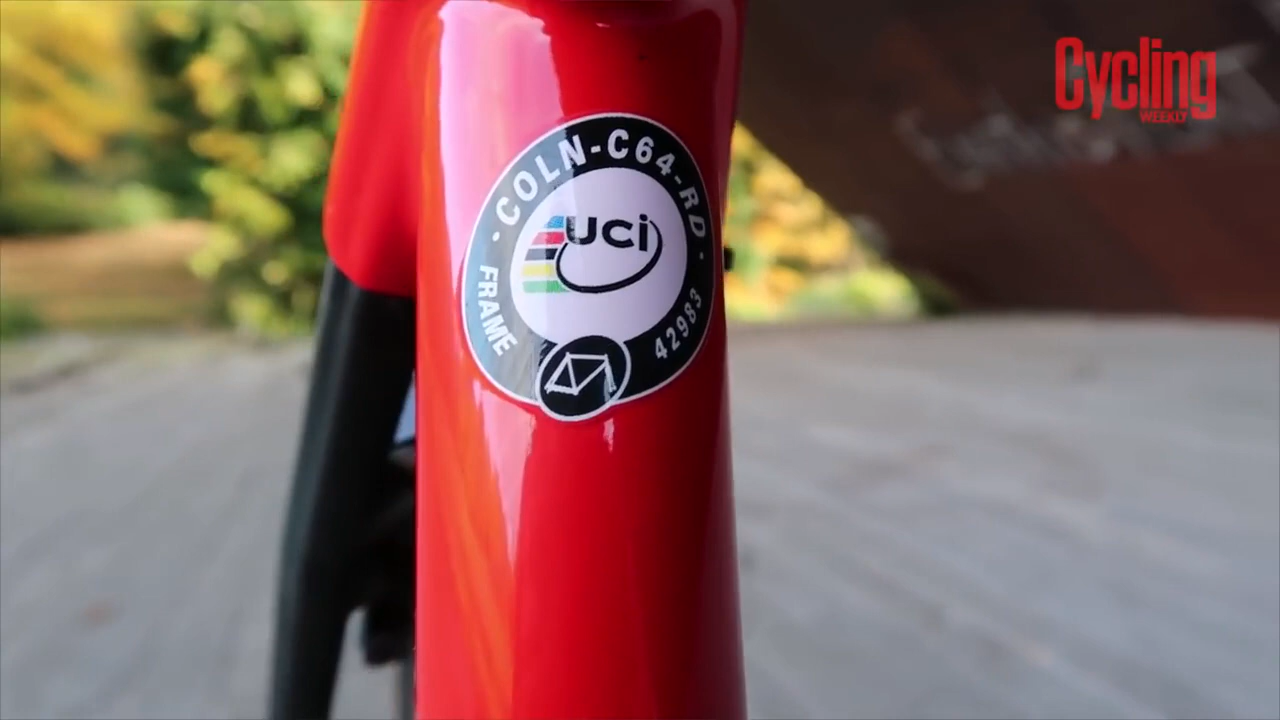 Cycling
WEEKLY
· COLN-C64-RD ·
uci
FRAME
42983